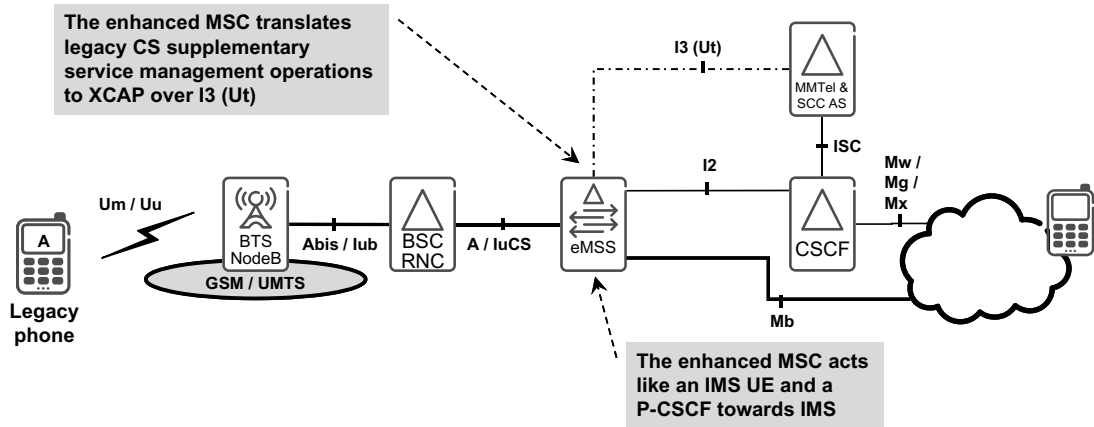 The enhanced MSC translates
legacy CS supplementary
service management operations
to XCAP over I3 (Ut)
I3 (Ut)
MMTel &
SCC AS
ISC
I2
Mw /
Mg /
Mx
Um / Uu
A
BTS
NodeB
Abis / Iub
BSC
RNC
A / IuCS
eMSS
CSCF
GSM / UMTS
Legacy
phone
Mb
The enhanced MSC acts
like an IMS UE and a
P-CSCF towards IMS